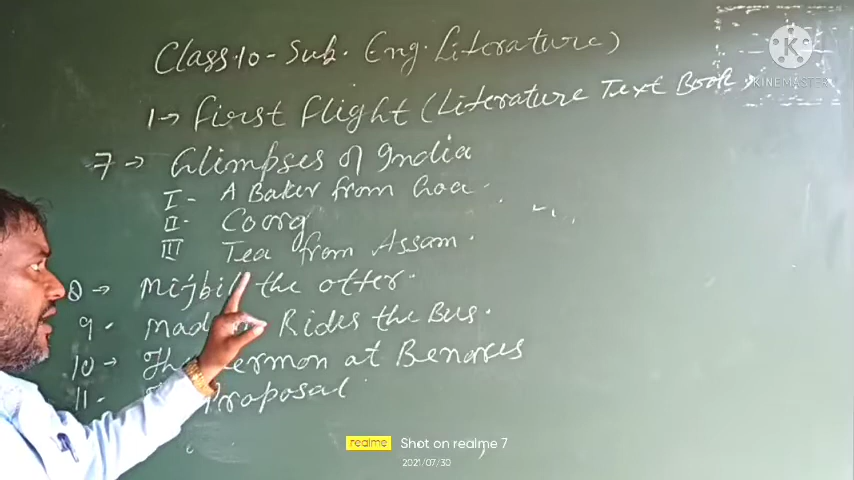 Class.10 - Sub. Eng. Literature)
1 → First flight (Literature Text Book
7 → Glimpses of India
I - A Baker from Goa.
II - Coorg
III Tea from Assam.
8 → Mijbil the otter.
9. Rides the Bus.
10 → Sermon at Benares
11. Proposal
K
KINEMASTER
realme Shot on realme 7
2021/07/30